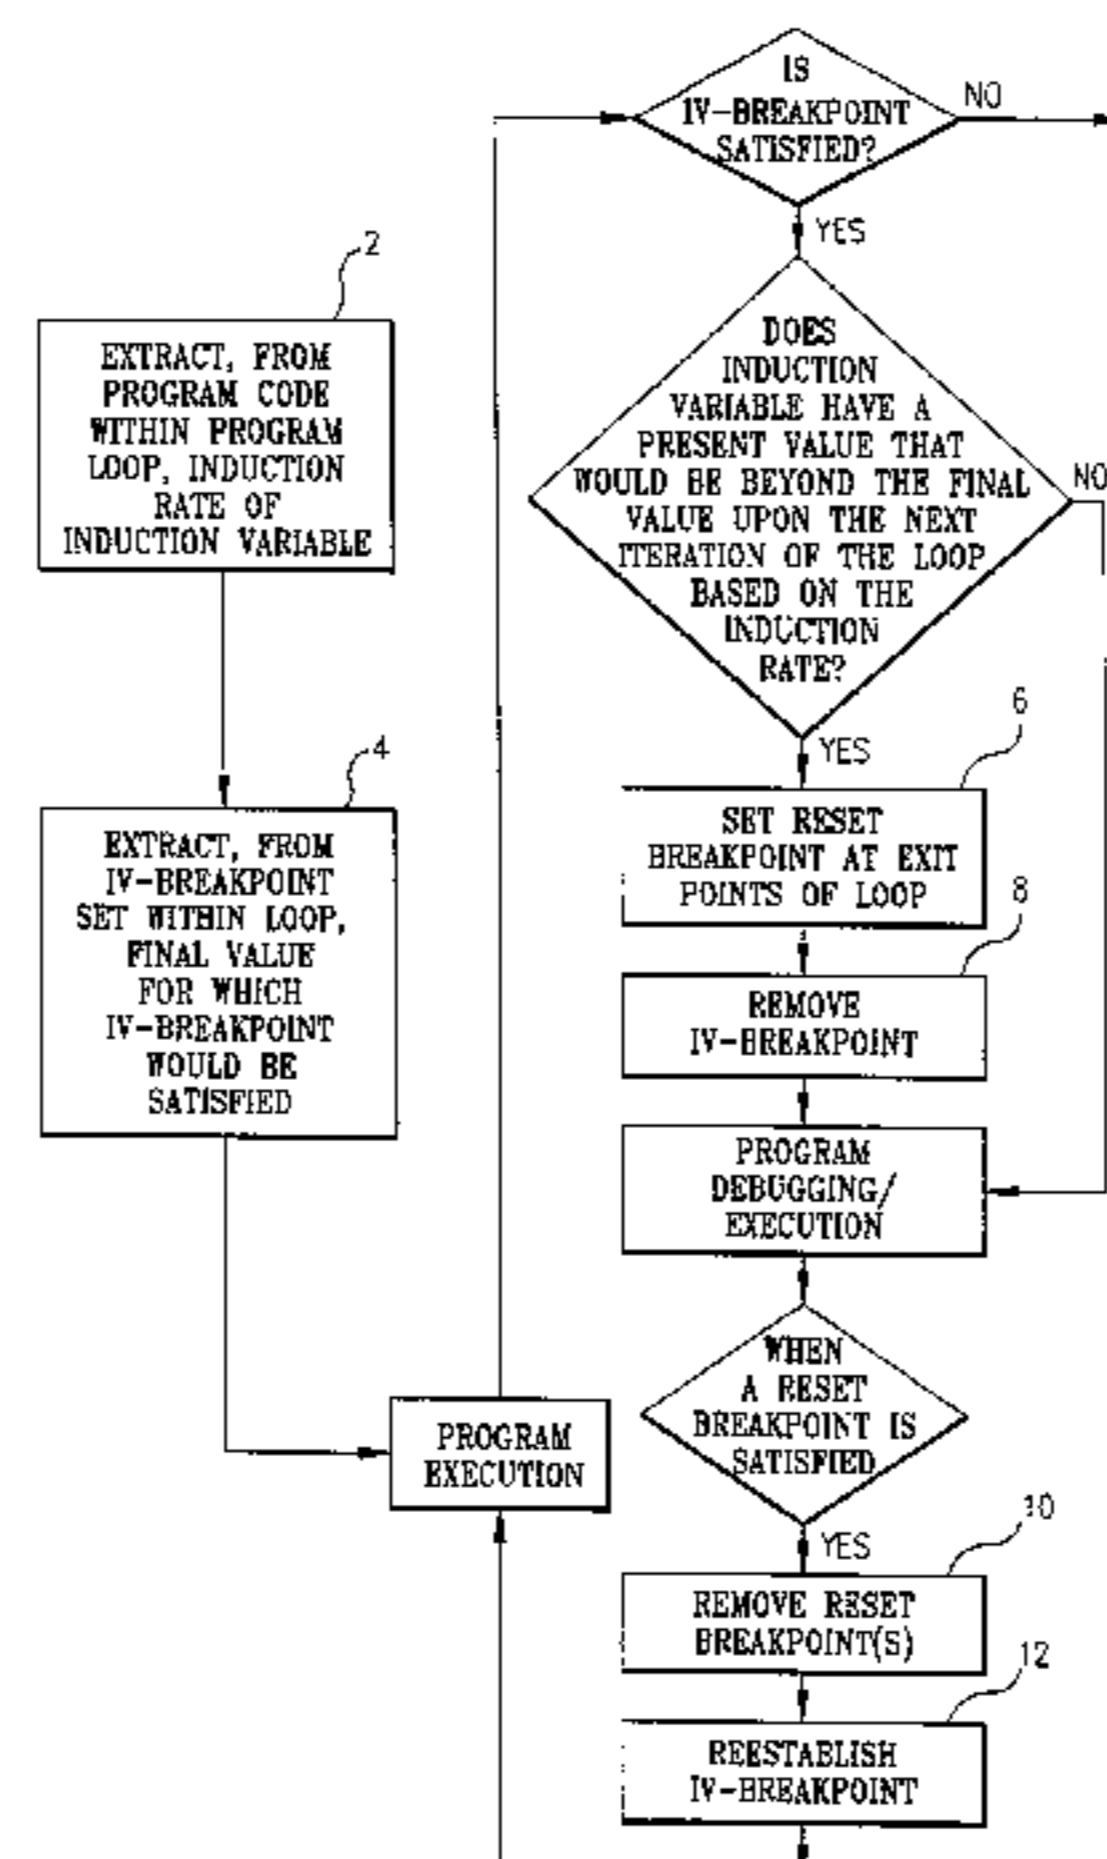 2
EXTRACT, FROM
PROGRAM CODE
WITHIN PROGRAM
LOOP, INDUCTION
RATE OF
INDUCTION VARIABLE
4
EXTRACT, FROM
IV-BREAKPOINT
SET WITHIN LOOP,
FINAL VALUE
FOR WHICH
IV-BREAKPOINT
WOULD BE
SATISFIED
PROGRAM
EXECUTION
IS
IV-BREAKPOINT
SATISFIED?
NO
YES
DOES
INDUCTION
VARIABLE HAVE A
PRESENT VALUE THAT
WOULD BE BEYOND THE FINAL
VALUE UPON THE NEXT
ITERATION OF THE LOOP
BASED ON THE
INDUCTION
RATE?
NO
YES
6
SET RESET
BREAKPOINT AT EXIT
POINTS OF LOOP
8
REMOVE
IV-BREAKPOINT
PROGRAM
DEBUGGING/
EXECUTION
WHEN
A RESET
BREAKPOINT IS
SATISFIED
YES
10
REMOVE RESET
BREAKPOINT(S)
12
REESTABLISH
IV-BREAKPOINT